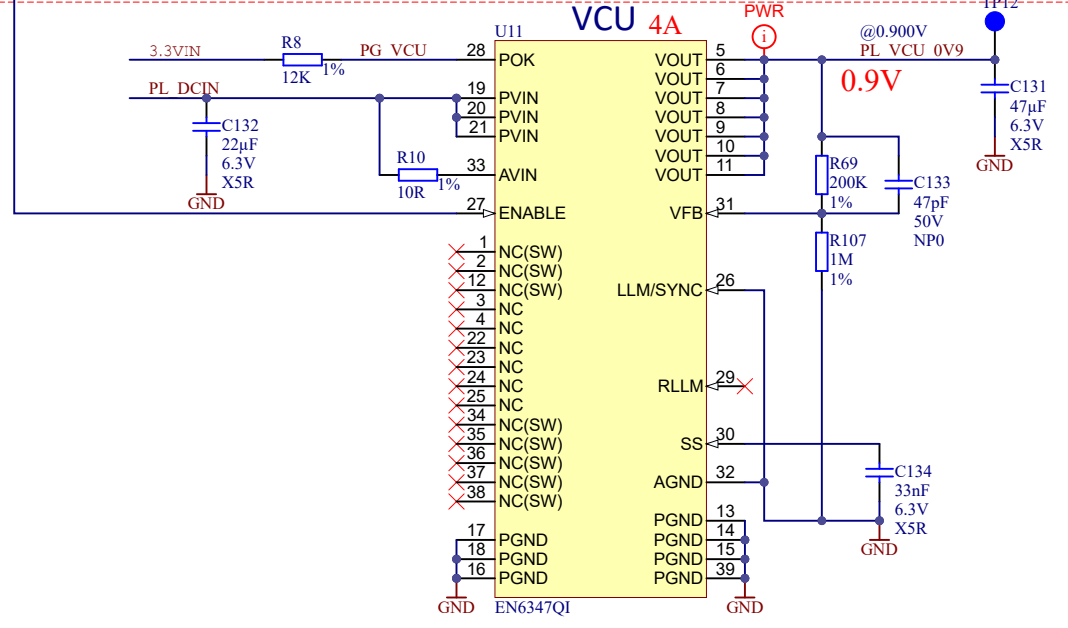 VCU 4A
U11
PWR
i
TP12
3.3VIN
R8
12K
1%
PG_VCU
28
POK
PL_DCIN
19
PVIN
20
PVIN
21
PVIN
C132
22µF
6.3V
X5R
GND
R10
10R
1%
33
AVIN
27
ENABLE
1
NC(SW)
2
NC(SW)
12
NC(SW)
3
NC
4
NC
22
NC
23
NC
24
NC
25
NC
34
NC(SW)
35
NC(SW)
36
NC(SW)
37
NC(SW)
38
NC(SW)
17
PGND
18
PGND
16
PGND
GND
EN6347QI
VOUT
5
VOUT
6
VOUT
7
VOUT
8
VOUT
9
VOUT
10
VOUT
11
VFB
31
LLM/SYNC
26
RLLM
29
SS
30
AGND
32
PGND
13
PGND
14
PGND
15
PGND
39
GND
@0.900V
PL_VCU_0V9
0.9V
C131
47µF
6.3V
X5R
GND
R69
200K
1%
C133
47pF
50V
NP0
R107
1M
1%
C134
33nF
6.3V
X5R
GND